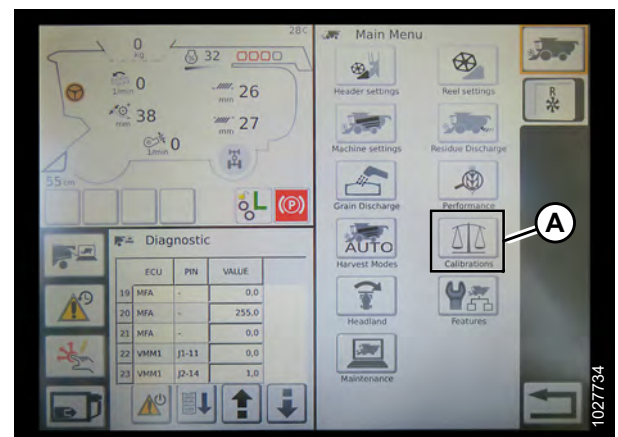 28c
Main Menu
0
kg
32
0
1/min
26
mm
38
mm
27
mm
0
1/min
55 cm
L
(P)
R
Header settings
Reel settings
Machine settings
Residue Discharge
Grain Discharge
Performance
AUTO
Harvest Modes
Calibrations
A
Headland
Features
Maintenance
Diagnostic
ECU PIN VALUE
19 MFA - 0,0
20 MFA - 255,0
21 MFA - 0,0
22 VMM1 J1-11 0,0
23 VMM1 J2-14 1,0
1027734